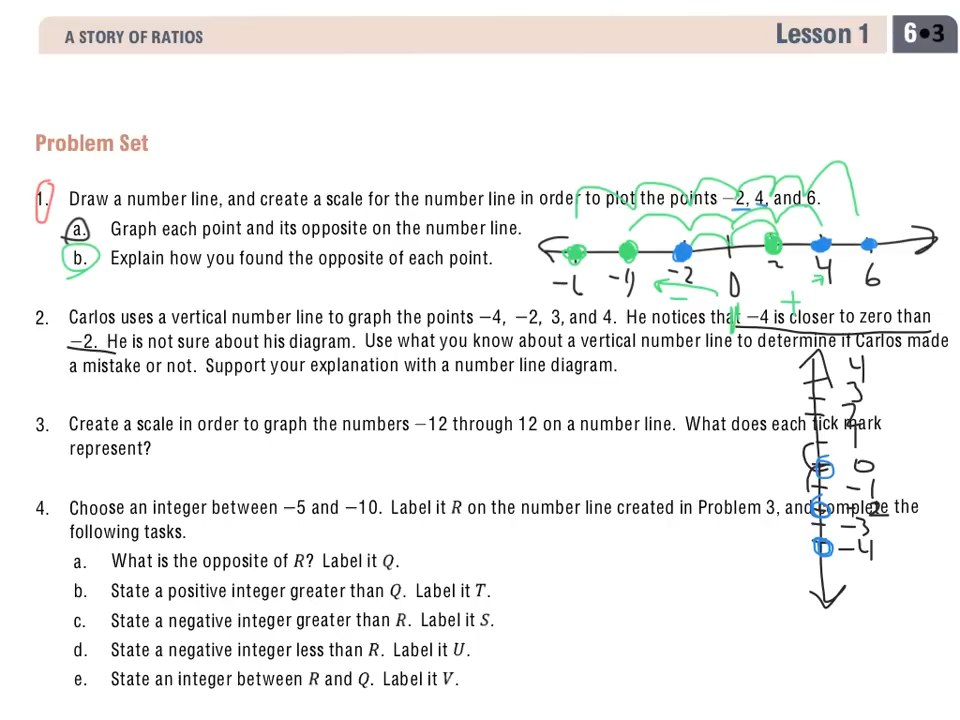 A STORY OF RATIOS
Lesson 1
6•3
Problem Set
1. Draw a number line, and create a scale for the number line in order to plot the points −2, 4, and 6.
a. Graph each point and its opposite on the number line.
b. Explain how you found the opposite of each point.
-6 -4 -2 0 2 4 6
− +
2. Carlos uses a vertical number line to graph the points −4, −2, 3, and 4. He notices that −4 is closer to zero than
−2. He is not sure about his diagram. Use what you know about a vertical number line to determine if Carlos made
a mistake or not. Support your explanation with a number line diagram.
4
3
2
1
0
-1
-2
-3
-4
3. Create a scale in order to graph the numbers −12 through 12 on a number line. What does each tick mark
represent?
4. Choose an integer between −5 and −10. Label it R on the number line created in Problem 3, and complete the
following tasks.
a. What is the opposite of R? Label it Q.
b. State a positive integer greater than Q. Label it T.
c. State a negative integer greater than R. Label it S.
d. State a negative integer less than R. Label it U.
e. State an integer between R and Q. Label it V.